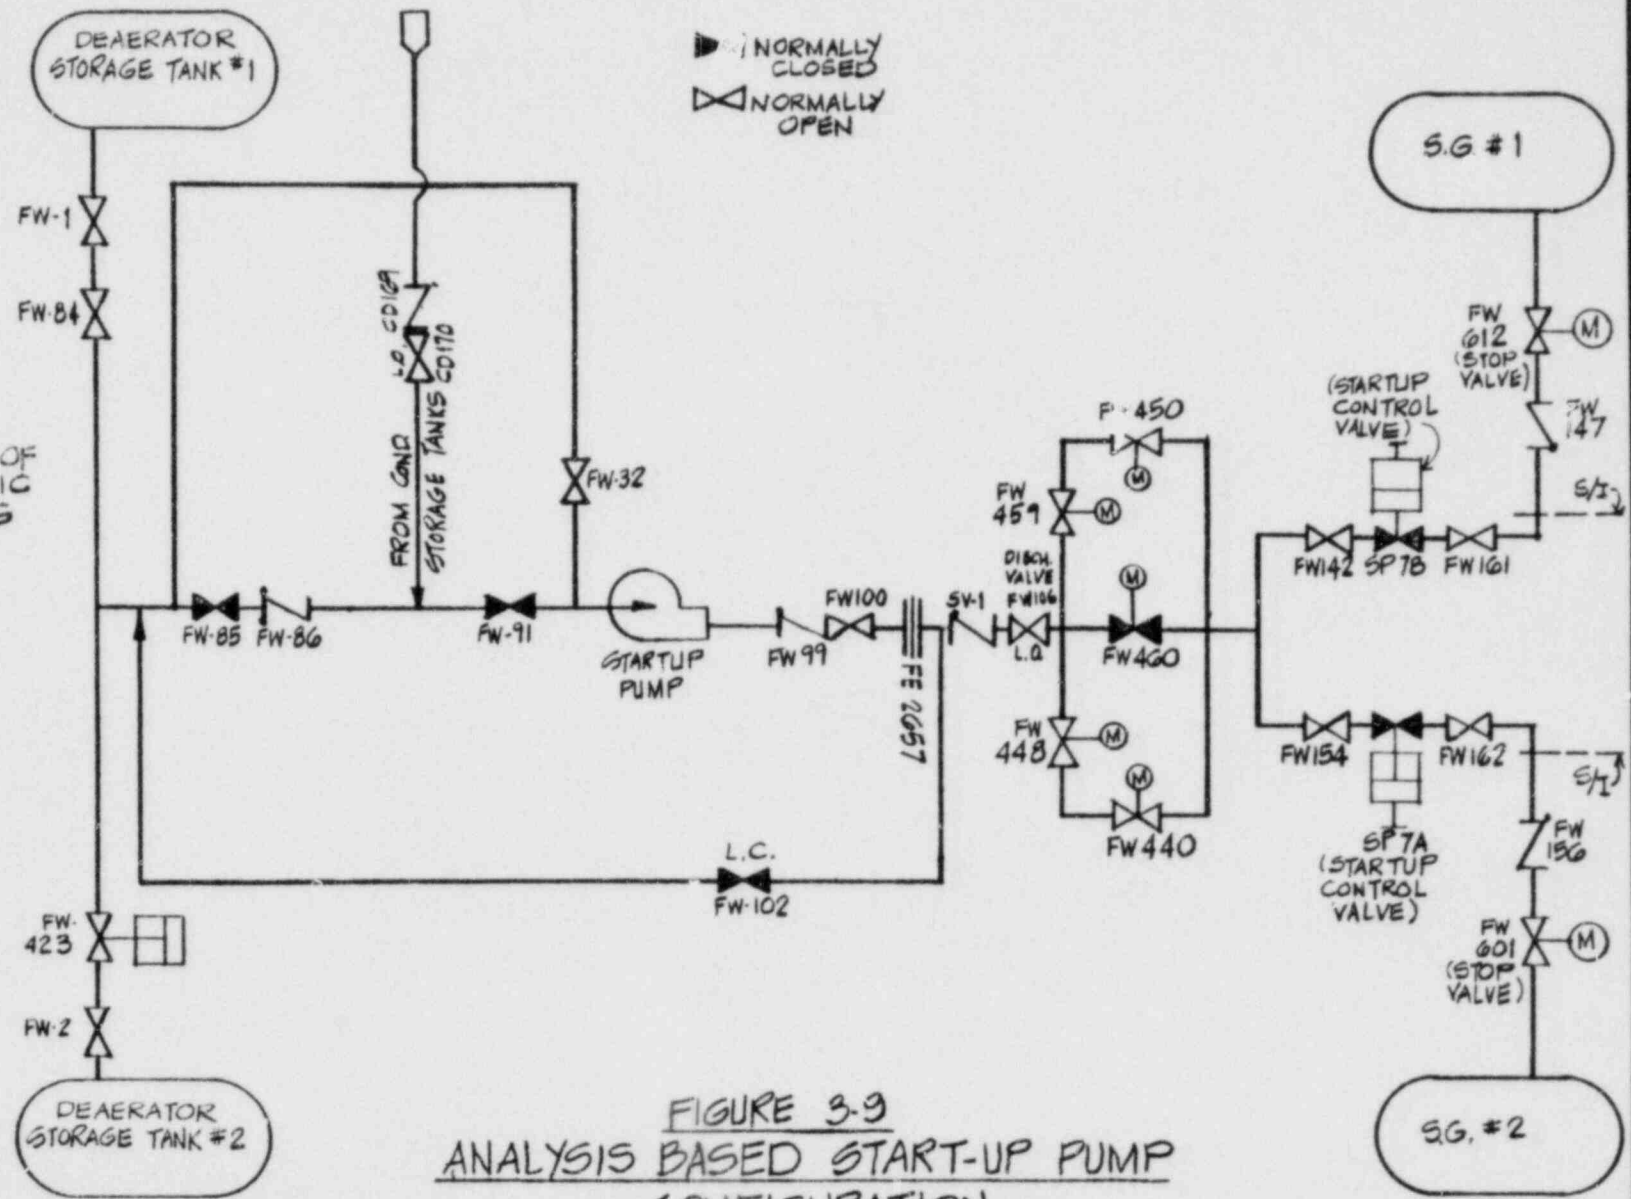 DEAERATOR
STORAGE TANK #1
NORMALLY
CLOSED
NORMALLY
OPEN
S.G. #1
FW-1
FW-84
L.O. CD169
CD170
FROM COND
STORAGE TANKS
FW-32
OF
FW-85
FW-86
FW-91
STARTUP
PUMP
FW 99
FW100
FE 2657
SV-1
DISCH.
VALVE
FW106
L.O.
FW
459
M
450
M
M
FW460
FW
448
M
M
FW440
(STARTUP
CONTROL
VALVE)
FW
612
(STOP
VALVE)
M
FW
147
S/I
FW142
SP7B
FW161
FW154
FW162
S/I
SP7A
(STARTUP
CONTROL
VALVE)
FW
156
FW
601
(STOP
VALVE)
M
L.C.
FW-102
FW-
423
FW-2
DEAERATOR
STORAGE TANK #2
S.G. #2
FIGURE 3-9
ANALYSIS BASED START-UP PUMP